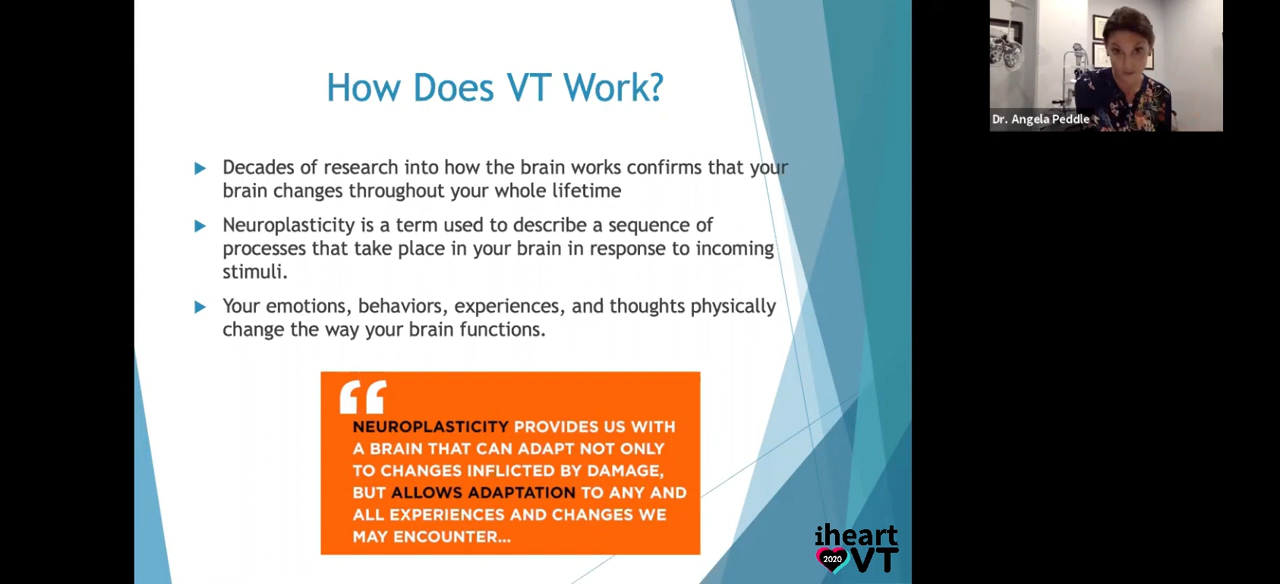 How Does VT Work?
Decades of research into how the brain works confirms that your
brain changes throughout your whole lifetime
Neuroplasticity is a term used to describe a sequence of
processes that take place in your brain in response to incoming
stimuli.
Your emotions, behaviors, experiences, and thoughts physically
change the way your brain functions.
“
NEUROPLASTICITY PROVIDES US WITH
A BRAIN THAT CAN ADAPT NOT ONLY
TO CHANGES INFLICTED BY DAMAGE,
BUT ALLOWS ADAPTATION TO ANY AND
ALL EXPERIENCES AND CHANGES WE
MAY ENCOUNTER...
iheart
2020 VT
Dr. Angela Peddle